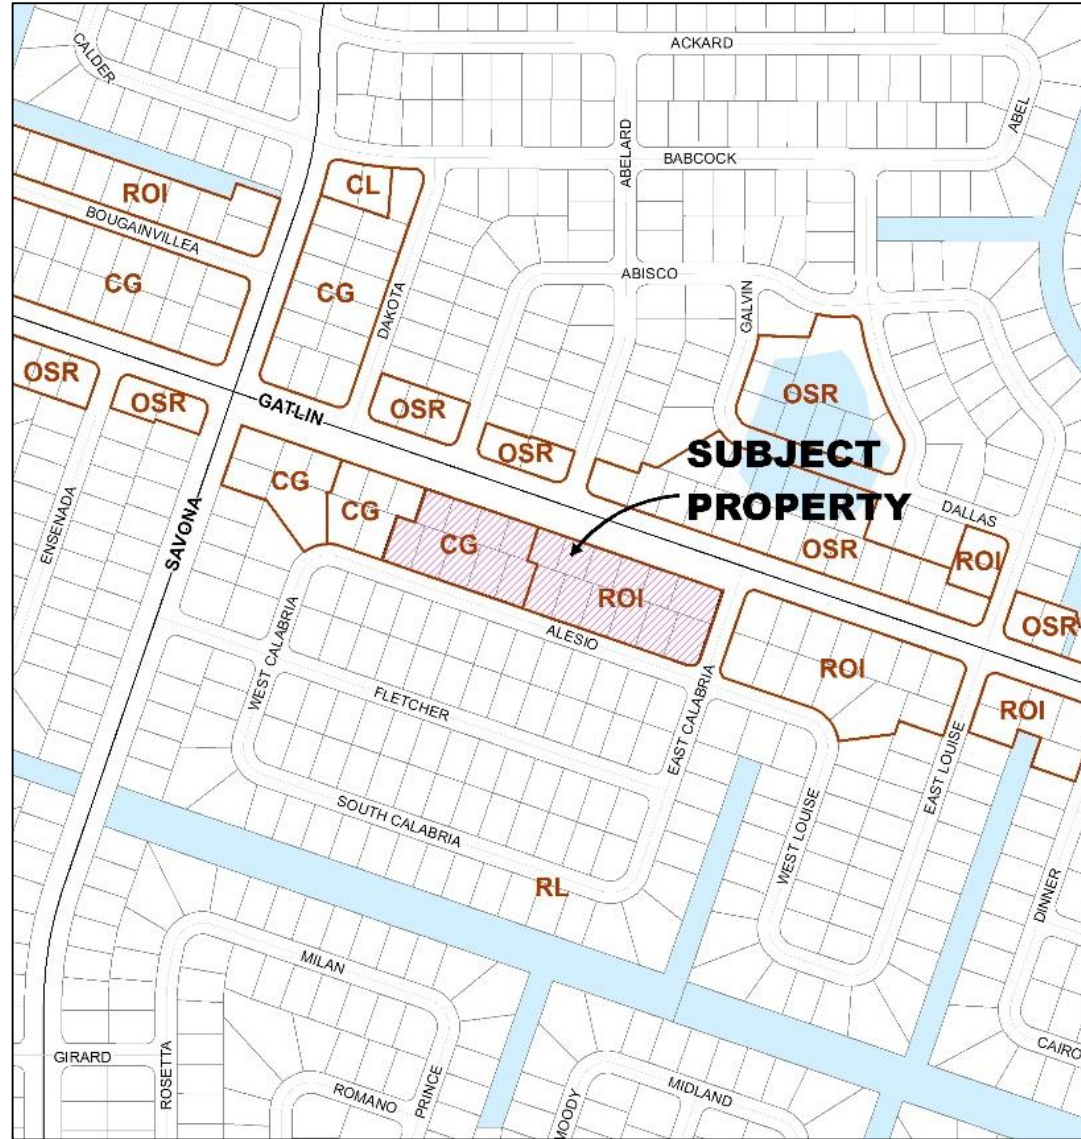 ACKARD
CALDER
ABEL
ABELARD
BABCOCK
CL
ROI
BOUGAINVILLEA
ABISCO
CG
CG
GALVIN
DAKOTA
OSR
OSR
OSR
OSR
GATLIN
OSR
SUBJECT
PROPERTY
CG
CG
DALLAS
ENSENADA
SAVONA
CG
OSR
ROI
ROI
OSR
ALESIO
WEST CALABRIA
ROI
FLETCHER
ROI
EAST CALABRIA
EAST LOUISE
SOUTH CALABRIA
WEST LOUISE
RL
DINNER
MILAN
CAIRO
GIRARD
ROSETTA
ROMANO
PRINCE
MOODY
MIDLAND